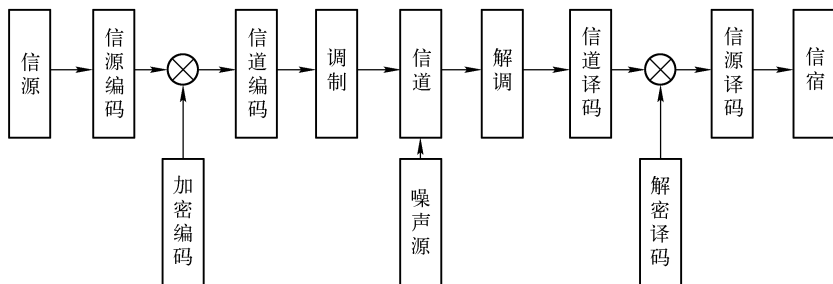 信源
信源编码
信道编码
调制
信道
解调
信道译码
信源译码
信宿
加密编码
噪声源
解密译码